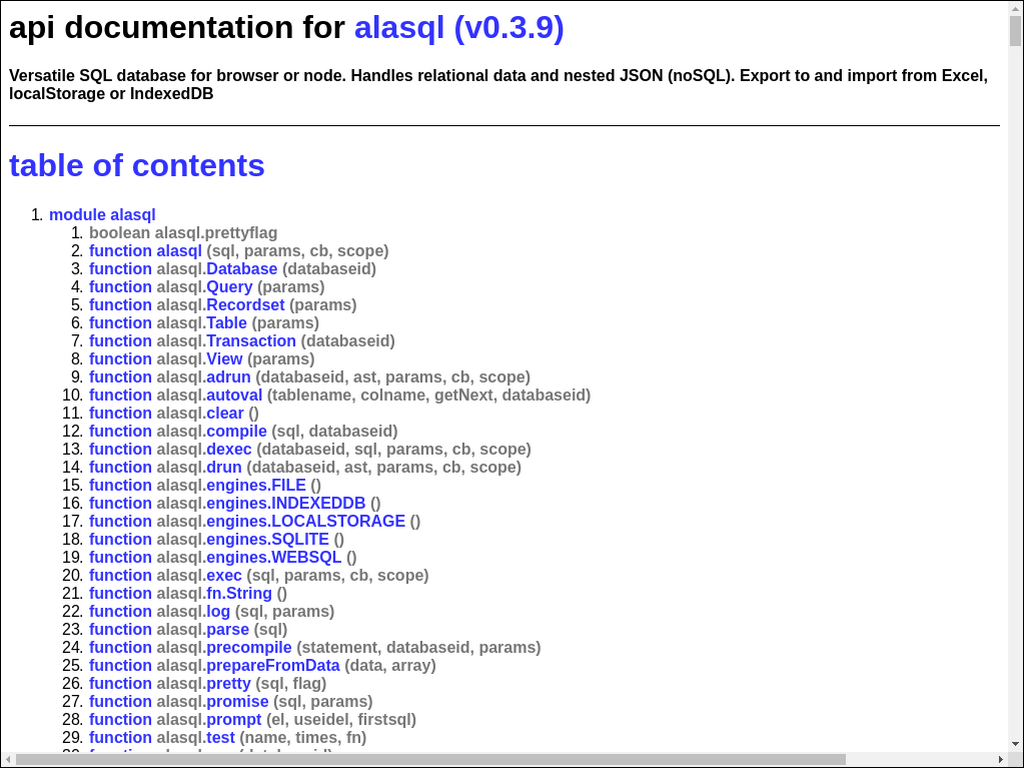 api documentation for alasql (v0.3.9)
Versatile SQL database for browser or node. Handles relational data and nested JSON (noSQL). Export to and import from Excel,
localStorage or IndexedDB
table of contents
1. module alasql
1. boolean alasql.prettyflag
2. function alasql (sql, params, cb, scope)
3. function alasql.Database (databaseid)
4. function alasql.Query (params)
5. function alasql.Recordset (params)
6. function alasql.Table (params)
7. function alasql.Transaction (databaseid)
8. function alasql.View (params)
9. function alasql.adrun (databaseid, ast, params, cb, scope)
10. function alasql.autoval (tablename, colname, getNext, databaseid)
11. function alasql.clear ()
12. function alasql.compile (sql, databaseid)
13. function alasql.dexec (databaseid, sql, params, cb, scope)
14. function alasql.drun (databaseid, ast, params, cb, scope)
15. function alasql.engines.FILE ()
16. function alasql.engines.INDEXEDDB ()
17. function alasql.engines.LOCALSTORAGE ()
18. function alasql.engines.SQLITE ()
19. function alasql.engines.WEBSQL ()
20. function alasql.exec (sql, params, cb, scope)
21. function alasql.fn.String ()
22. function alasql.log (sql, params)
23. function alasql.parse (sql)
24. function alasql.precompile (statement, databaseid, params)
25. function alasql.prepareFromData (data, array)
26. function alasql.pretty (sql, flag)
27. function alasql.promise (sql, params)
28. function alasql.prompt (el, useidel, firstsql)
29. function alasql.test (name, times, fn)